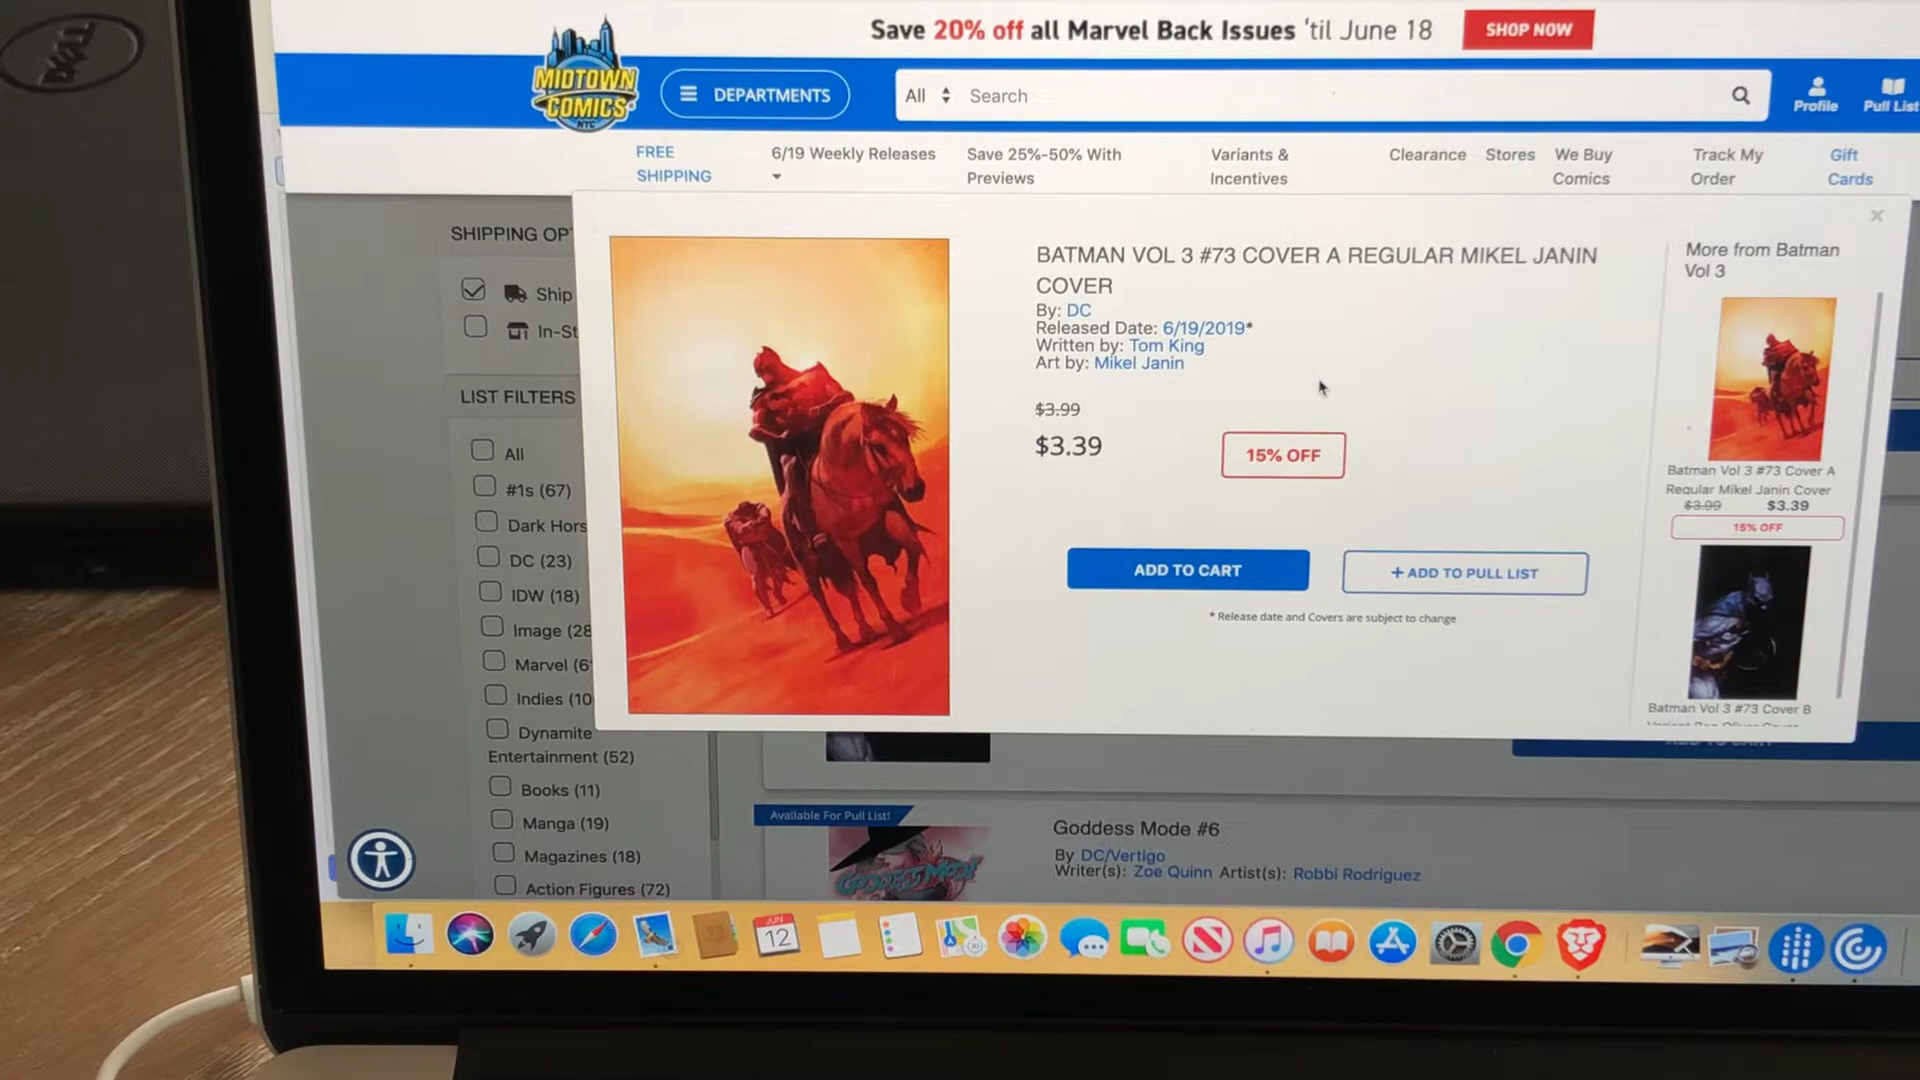 DELL
Save 20% off all Marvel Back Issues 'til June 18
SHOP NOW
MIDTOWN
COMICS
NYC
DEPARTMENTS
All
Search
Profile
Pull List
FREE
SHIPPING
6/19 Weekly Releases
Save 25%-50% With
Previews
Variants &
Incentives
Clearance
Stores
We Buy
Comics
Track My
Order
Gift
Cards
SHIPPING OP
Ship
In-St
LIST FILTERS
All
#1s (67)
Dark Hors
DC (23)
IDW (18)
Image (28
Marvel (6
Indies (10
Dynamite
Entertainment (52)
Books (11)
Manga (19)
Magazines (18)
Action Figures (72)
BATMAN VOL 3 #73 COVER A REGULAR MIKEL JANIN
COVER
By: DC
Released Date: 6/19/2019*
Written by: Tom King
Art by: Mikel Janin
$3.99
$3.39
15% OFF
ADD TO CART
+ ADD TO PULL LIST
* Release date and Covers are subject to change
More from Batman
Vol 3
Batman Vol 3 #73 Cover A
Regular Mikel Janin Cover
$3.99 $3.39
15% OFF
Batman Vol 3 #73 Cover B
Available For Pull List!
GODDESS MODE
Goddess Mode #6
By DC/Vertigo
Writer(s): Zoe Quinn Artist(s): Robbi Rodriguez
JUN
12